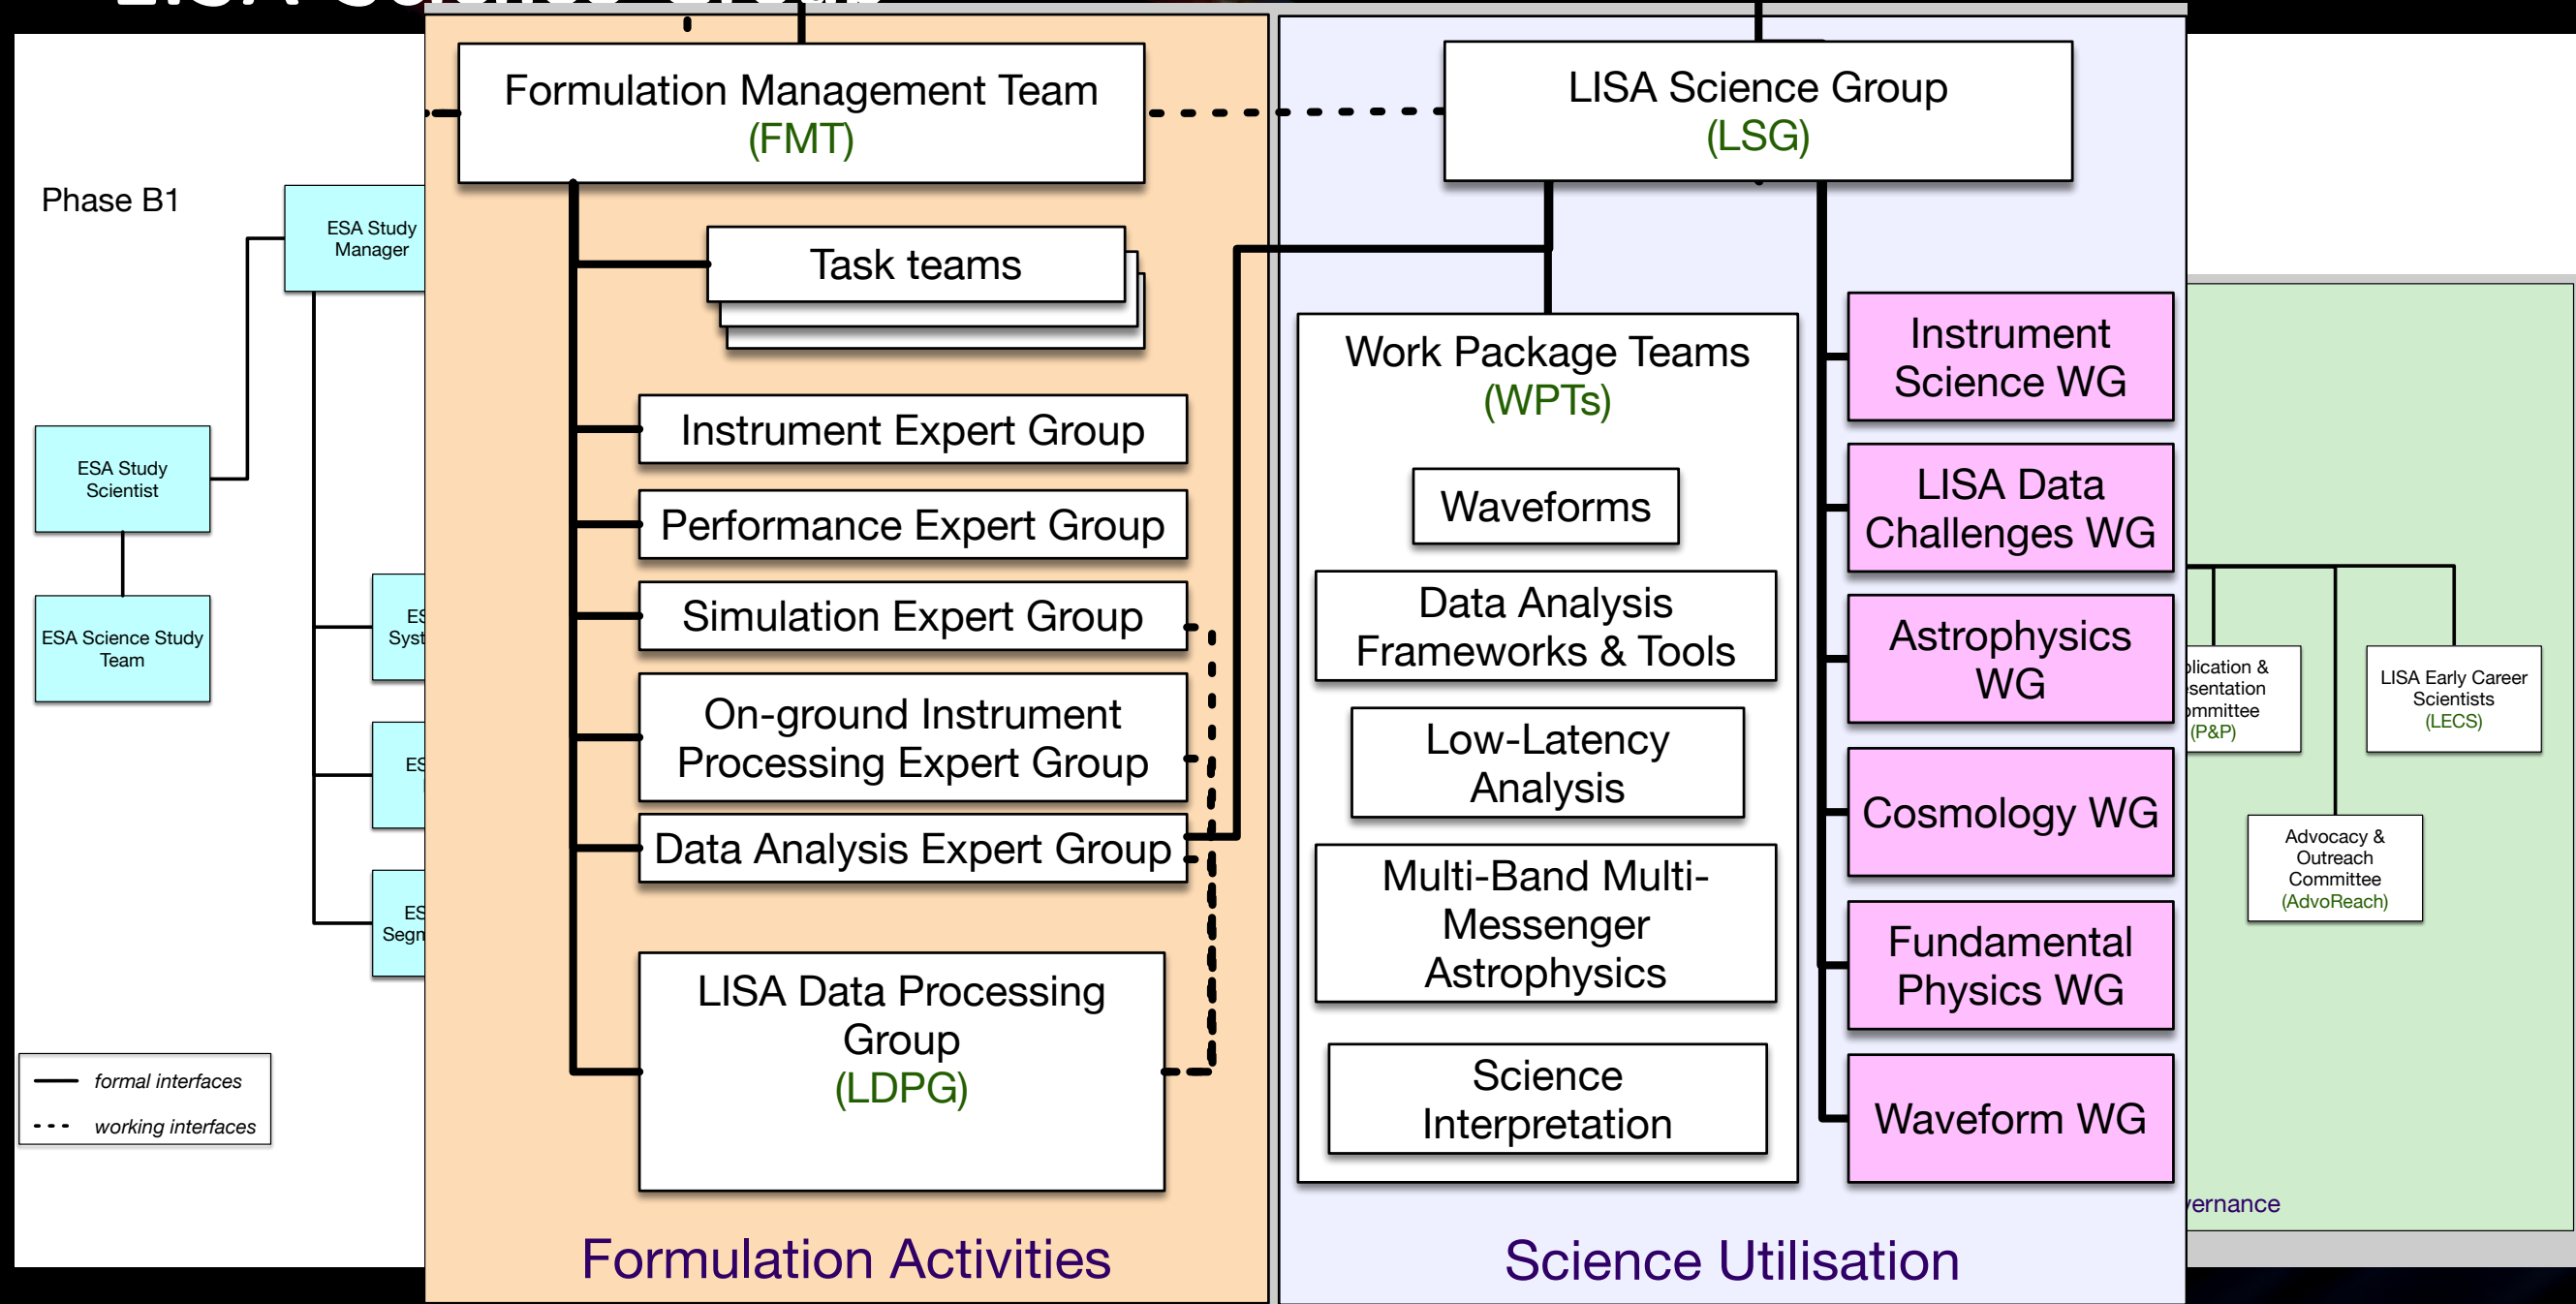 LISA Science Group
Phase B1
ESA Study
Manager
ESA Study
Scientist
ESA Science Study
Team
formal interfaces
working interfaces
Formulation Management Team
(FMT)
Task teams
Instrument Expert Group
Performance Expert Group
Simulation Expert Group
On-ground Instrument
Processing Expert Group
Data Analysis Expert Group
LISA Data Processing
Group
(LDPG)
Formulation Activities
LISA Science Group
(LSG)
Work Package Teams
(WPTs)
Waveforms
Data Analysis
Frameworks & Tools
Low-Latency
Analysis
Multi-Band Multi-
Messenger
Astrophysics
Science
Interpretation
Instrument
Science WG
LISA Data
Challenges WG
Astrophysics
WG
Cosmology WG
Fundamental
Physics WG
Waveform WG
Science Utilisation
&
(P&P)
LISA Early Career
Scientists
(LECS)
Advocacy &
Outreach
Committee
(AdvoReach)